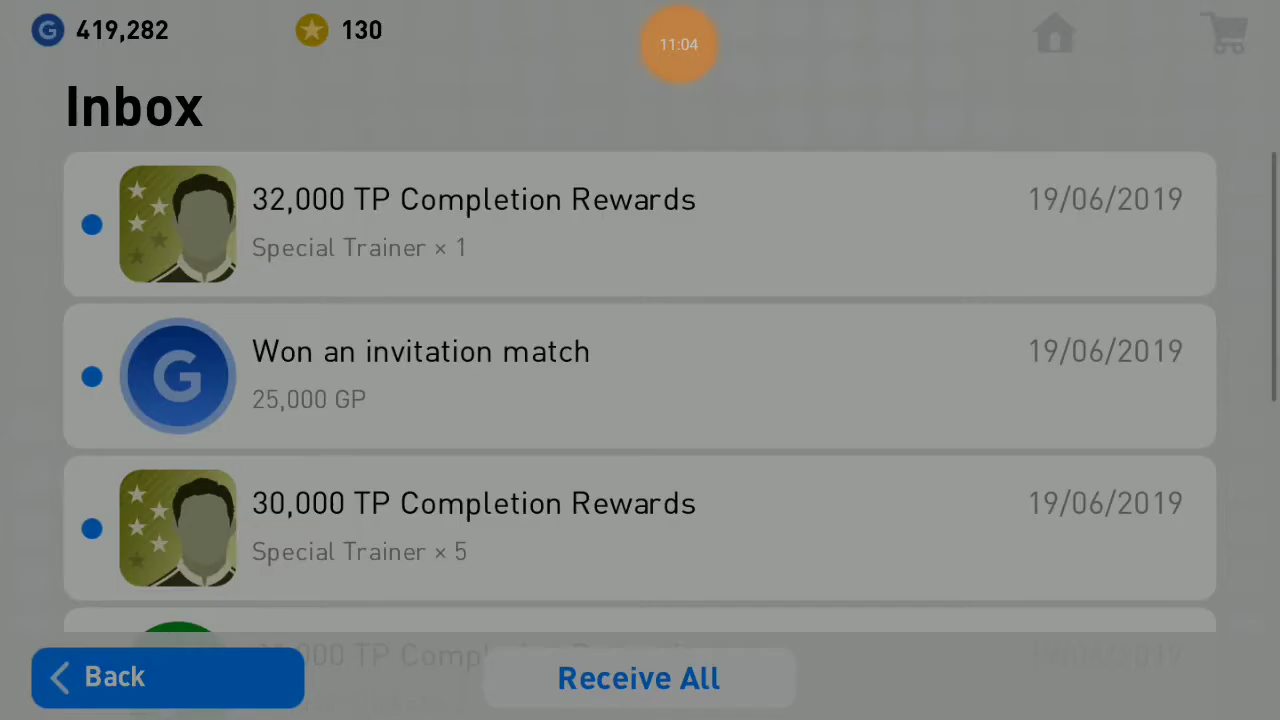 419,282
130
11:04
Inbox
32,000 TP Completion Rewards
19/06/2019
Special Trainer × 1
Won an invitation match
19/06/2019
25,000 GP
30,000 TP Completion Rewards
19/06/2019
Special Trainer × 5
Back
Receive All